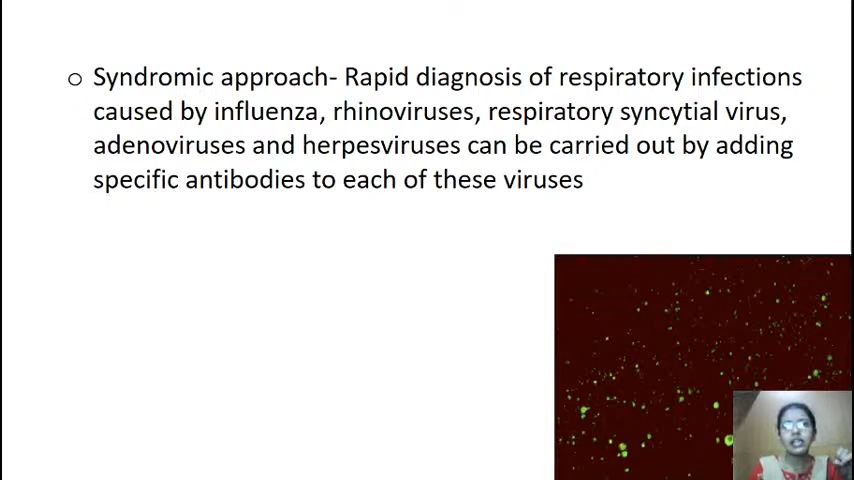 Syndromic approach- Rapid diagnosis of respiratory infections
caused by influenza, rhinoviruses, respiratory syncytial virus,
adenoviruses and herpesviruses can be carried out by adding
specific antibodies to each of these viruses